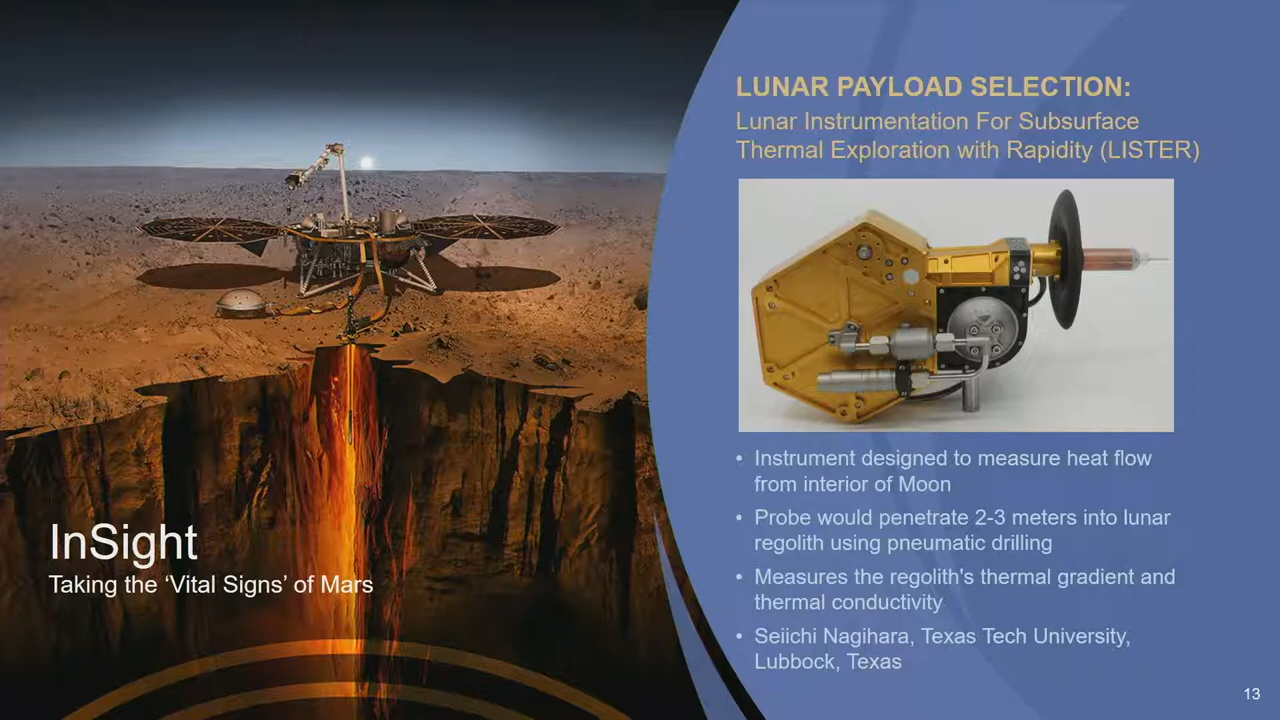 InSight
Taking the ‘Vital Signs’ of Mars
LUNAR PAYLOAD SELECTION:
Lunar Instrumentation For Subsurface
Thermal Exploration with Rapidity (LISTER)
• Instrument designed to measure heat flow
from interior of Moon
• Probe would penetrate 2-3 meters into lunar
regolith using pneumatic drilling
• Measures the regolith's thermal gradient and
thermal conductivity
• Seiichi Nagihara, Texas Tech University,
Lubbock, Texas
13